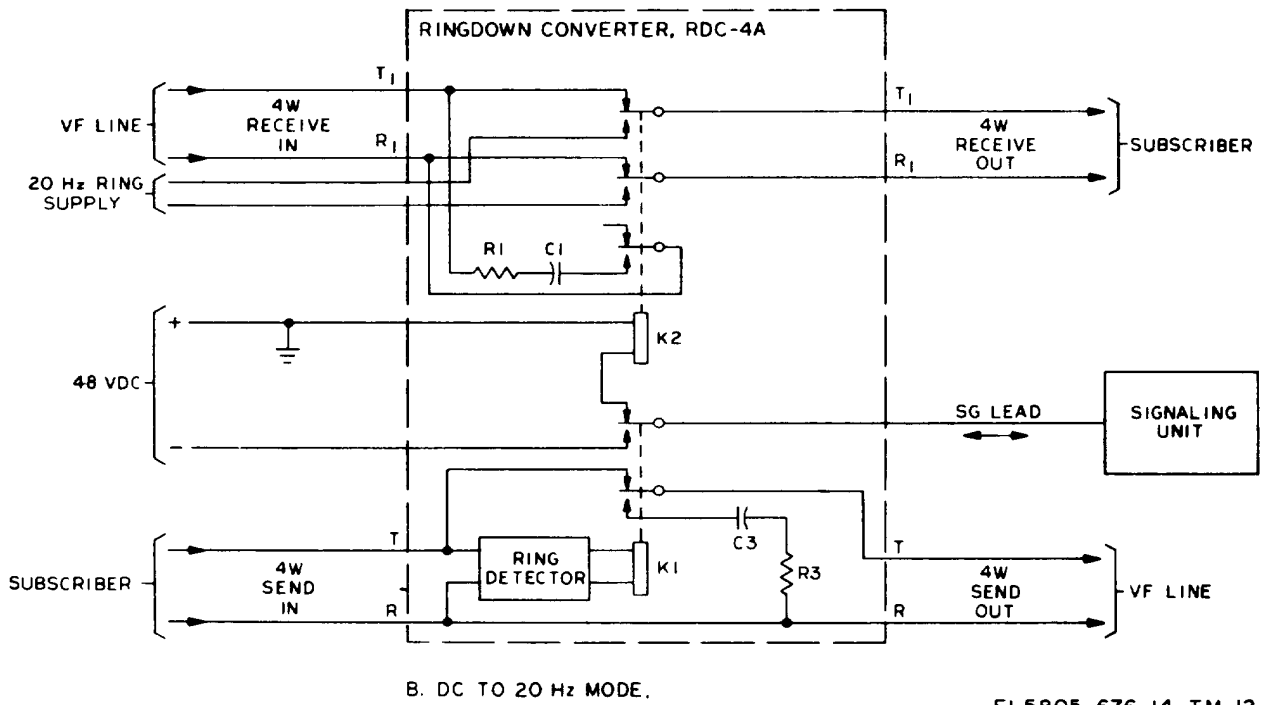 RINGDOWN CONVERTER, RDC-4A
T1
4W
RECEIVE
IN
R1
VF LINE
20 Hz RING
SUPPLY
T1
4W
RECEIVE
OUT
R1
SUBSCRIBER
R1
C1
+
K2
48 VDC
-
SG LEAD
SIGNALING
UNIT
T
4W
SEND
IN
R
SUBSCRIBER
RING
DETECTOR
K1
C3
R3
T
4W
SEND
OUT
R
VF LINE
B. DC TO 20 Hz MODE.
EL5805-676-14-TM-12